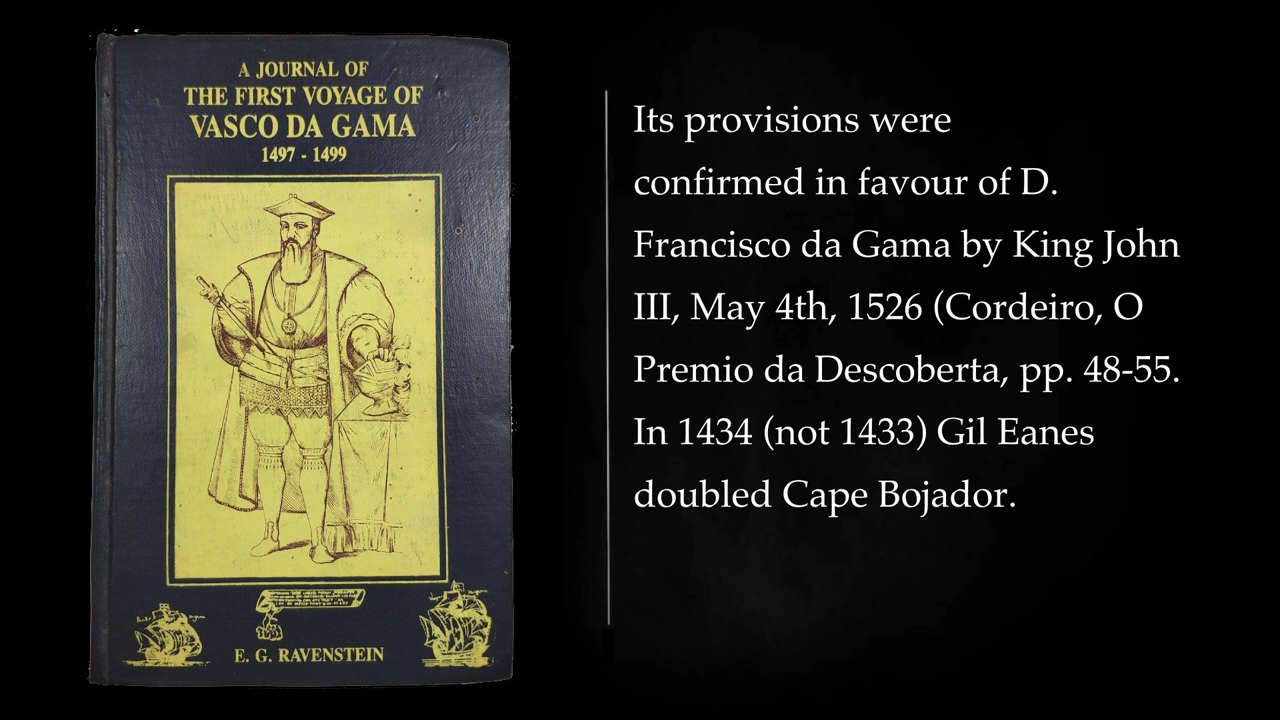 A JOURNAL OF
THE FIRST VOYAGE OF
VASCO DA GAMA
1497 - 1499
E. G. RAVENSTEIN
Its provisions were
confirmed in favour of D.
Francisco da Gama by King John
III, May 4th, 1526 (Cordeiro, O
Premio da Descoberta, pp. 48-55.
In 1434 (not 1433) Gil Eanes
doubled Cape Bojador.